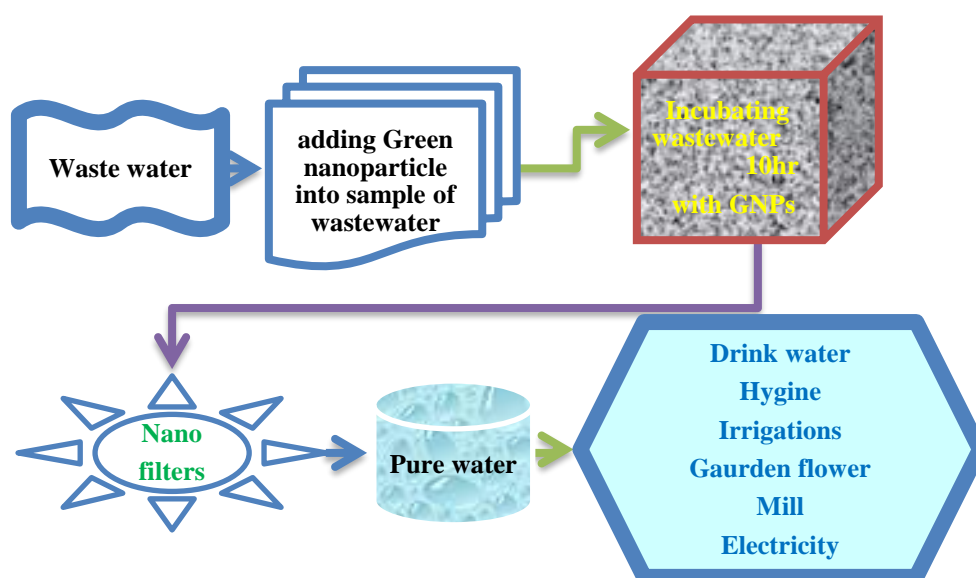 Waste water
adding Green
nanoparticle
into sample of
wastewater
Incubating
wastewater
10hr
with GNPs
Nano
filters
Pure water
Drink water
Hygine
Irrigations
Gaurden flower
Mill
Electricity